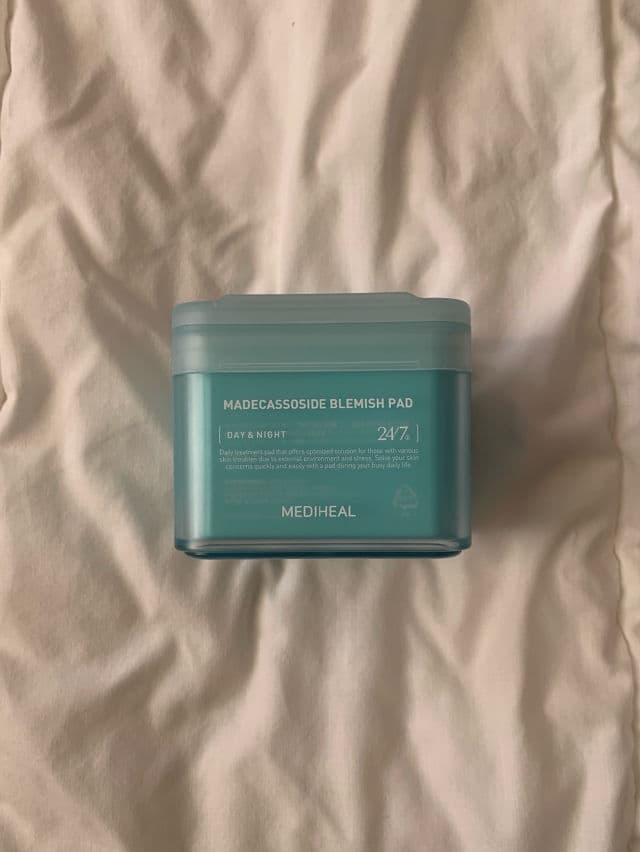 MADECASSOSIDE BLEMISH PAD
DAY & NIGHT 24/7
Daily treatment pad that offers optimized solution for those with various
skin troubles due to external environment and stress. Solve your skin
concerns quickly and easily with a pad during your busy daily life.
MEDIHEAL